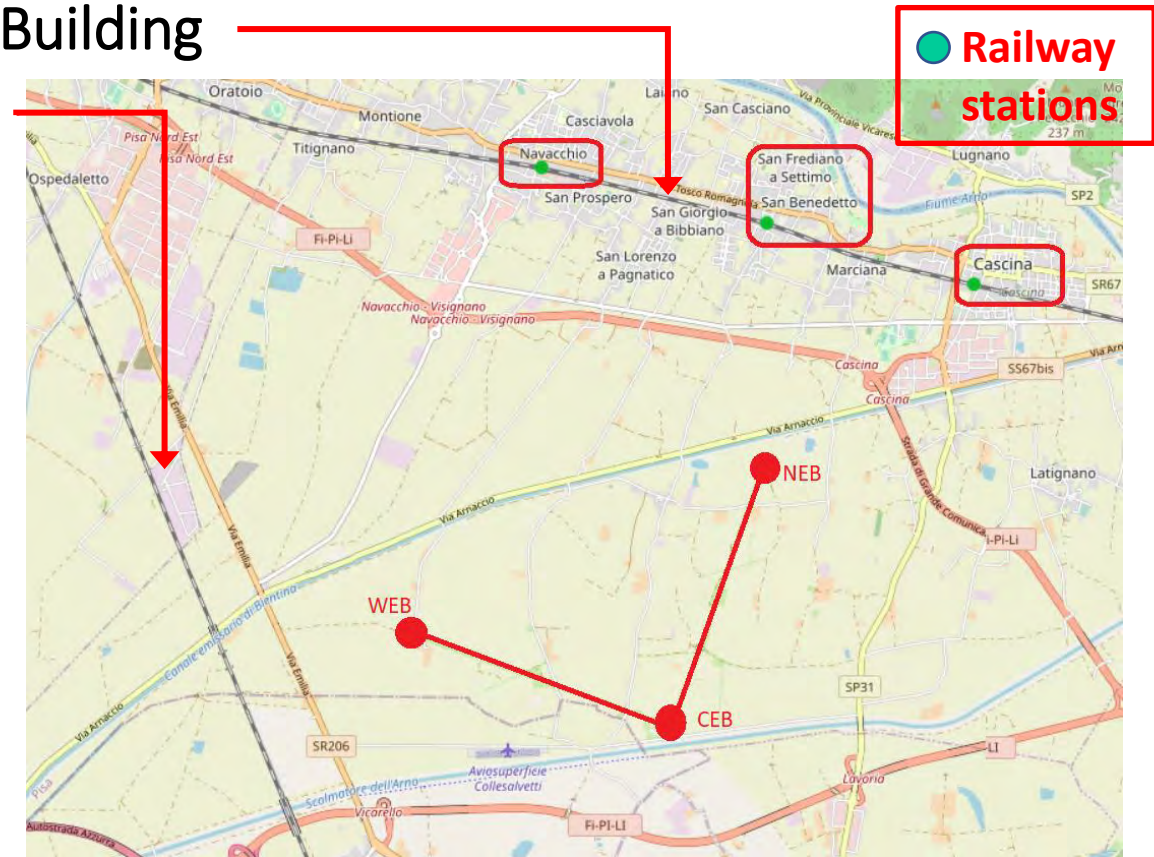 Building
Railway
stations
Oratoio
Montione
Laiano
San Casciano
Via Provinciale Vicarese
237 m
Casciavola
Pisa Nord Est
Pisa Nord Est
Titignano
Navacchio
San Frediano
a Settimo
Lugnano
Ospedaletto
San Prospero
Tosco Romagnola
San Benedetto
Fiume Arno
SP2
San Giorgio
a Bibbiano
Fi-Pi-Li
San Lorenzo
a Pagnatico
Marciana
Cascina
Cascina
SR67
Navacchio - Visignano
Navacchio - Visignano
Cascina
SS67bis
Via Emilia
Cascina
Via Arnaccio
NEB
Latignano
Strada di Grande Comunica
Via Arnaccio
Via Emilia
i-Pi-Li
WEB
Canale emissario di Bientina
Via Emilia
SP31
CEB
Via Arnaccio
SR206
LI
Aviosuperficie
Collesalvetti
Lavoria
Pisa
Scolmatore dell'Arno
Vicarello
Fi-PI-LI
Autostrada Azzurra